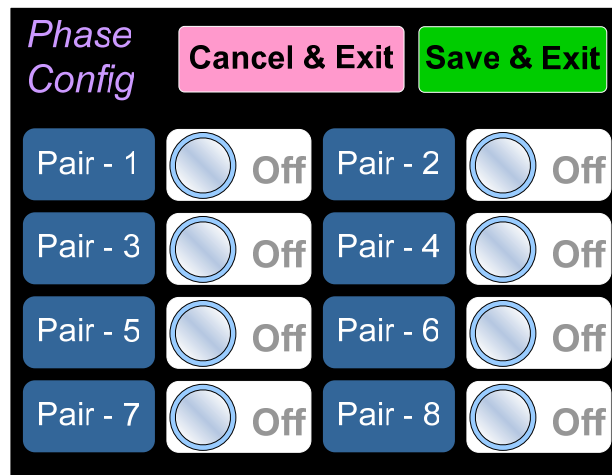 Phase
Config
Cancel & Exit
Save & Exit
Pair - 1
Off
Pair - 2
Off
Pair - 3
Off
Pair - 4
Off
Pair - 5
Off
Pair - 6
Off
Pair - 7
Off
Pair - 8
Off